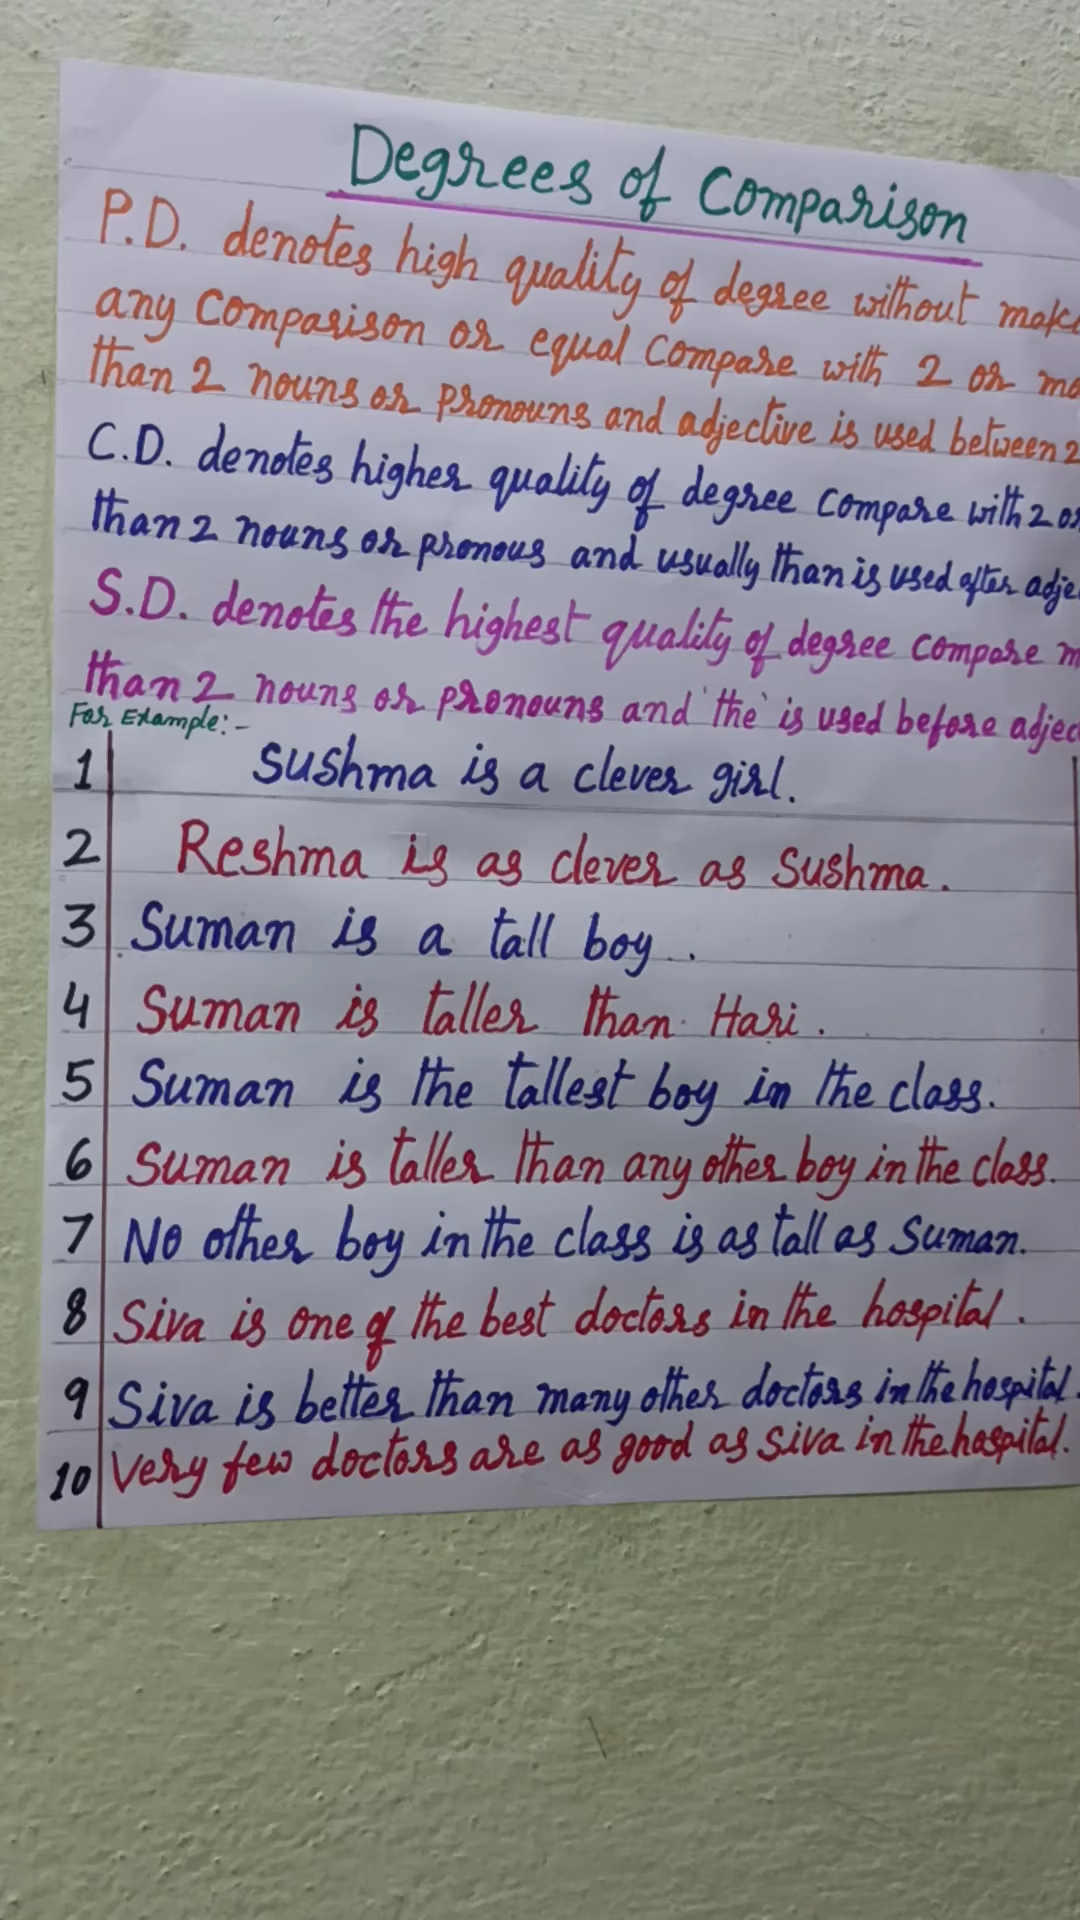 Degrees of Comparison
P.D. denotes high quality of degree without
any Comparison or equal Compare with 2 or
than 2 nouns or pronouns and adjective is used between 2
C.D. denotes higher quality of degree Compare with 2 or
than 2 nouns or pronous and usually than is used after
S.D. denotes the highest quality of degree compare
than 2 nouns or pronouns and 'the' is used before
For Example:-
1 Sushma is a clever girl.
2 Reshma is as clever as Sushma.
3 Suman is a tall boy.
4 Suman is taller than Hari.
5 Suman is the tallest boy in the class.
6 Suman is taller than any other boy in the class.
7 No other boy in the class is as tall as Suman.
8 Siva is one of the best doctors in the hospital.
9 Siva is better than many other doctors in the hospital.
10 Very few doctors are as good as Siva in the hospital.